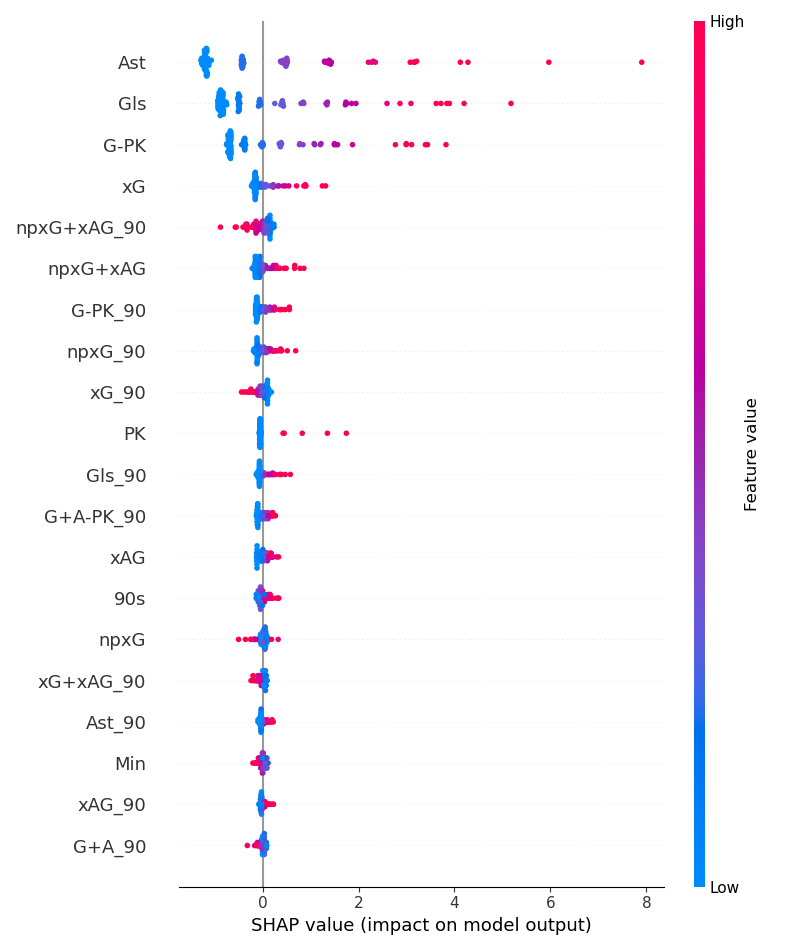 High
Ast
Gls
G-PK
xG
npxG+xAG_90
npxG+xAG
G-PK_90
npxG_90
xG_90
PK
Gls_90
G+A-PK_90
xAG
90s
npxG
xG+xAG_90
Ast_90
Min
xAG_90
G+A_90
Feature value
Low
0 2 4 6 8
SHAP value (impact on model output)